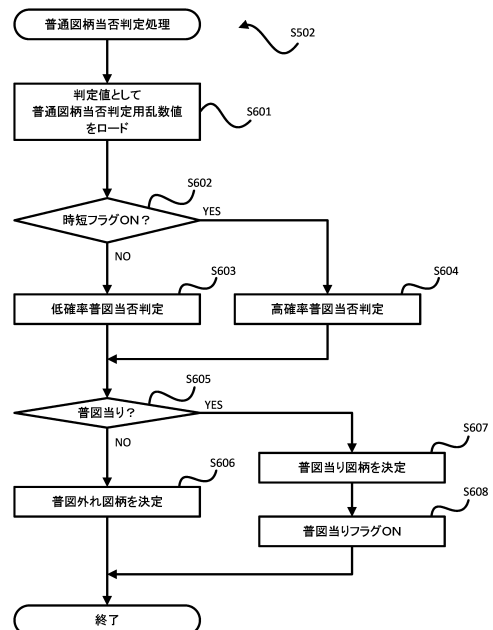 普通図柄当否判定処理
S502
判定値として
普通図柄当否判定用乱数値
をロード
S601
S602
時短フラグON？
YES
NO
S603
S604
低確率普図当否判定
高確率普図当否判定
S605
普図当り？
YES
NO
S607
普図当り図柄を決定
S606
普図外れ図柄を決定
S608
普図当りフラグON
終了